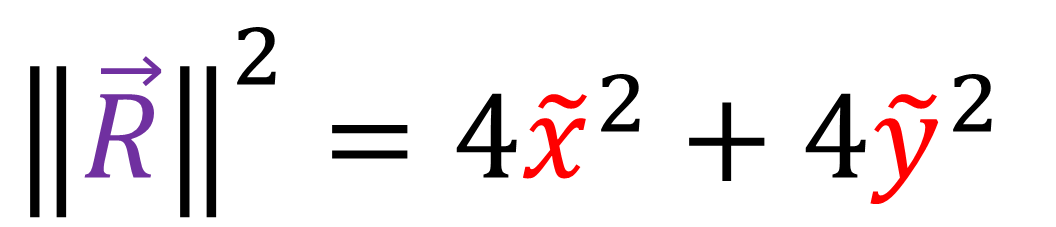 ‖R⃗‖² = 4x̃² + 4ỹ²